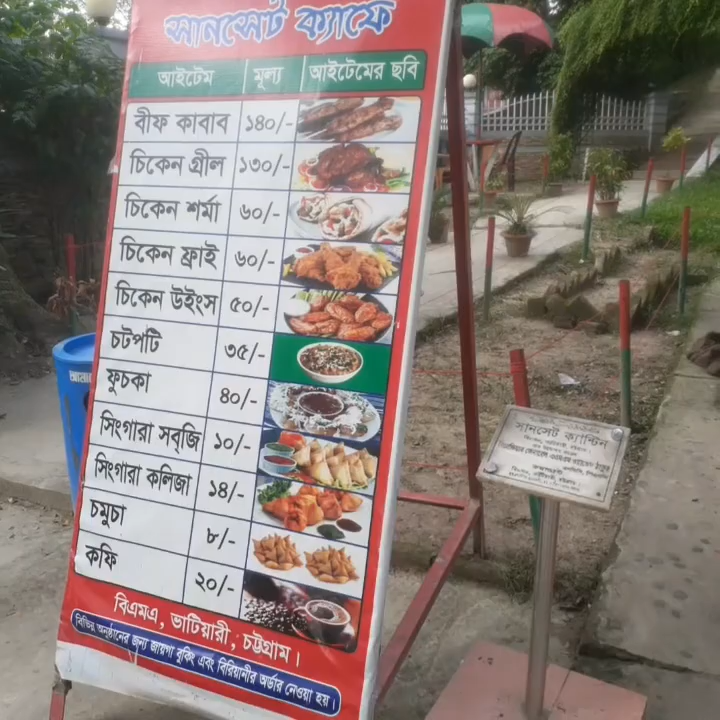 সানসেট ক্যাফে
আইটেম মূল্য আইটেমের ছবি
বীফ কাবাব ১৪০/-
চিকেন গ্রীল ১৩০/-
চিকেন শর্মা ৬০/-
চিকেন ফ্রাই ৬০/-
চিকেন উইংস ৫০/-
চটপটি ৩৫/-
ফুচকা ৪০/-
সিংগারা সব্‌জি ১০/-
সিংগারা কলিজা ১৪/-
চমুচা ৮/-
কফি ২০/-
বিএমএ, ভাটিয়ারী, চট্টগ্রাম।
বিভিন্ন অনুষ্ঠানের জন্য জায়গা বুকিং এবং বিরিয়ানীর অর্ডার নেওয়া হয়।
সানসেট ক্যান্টিন